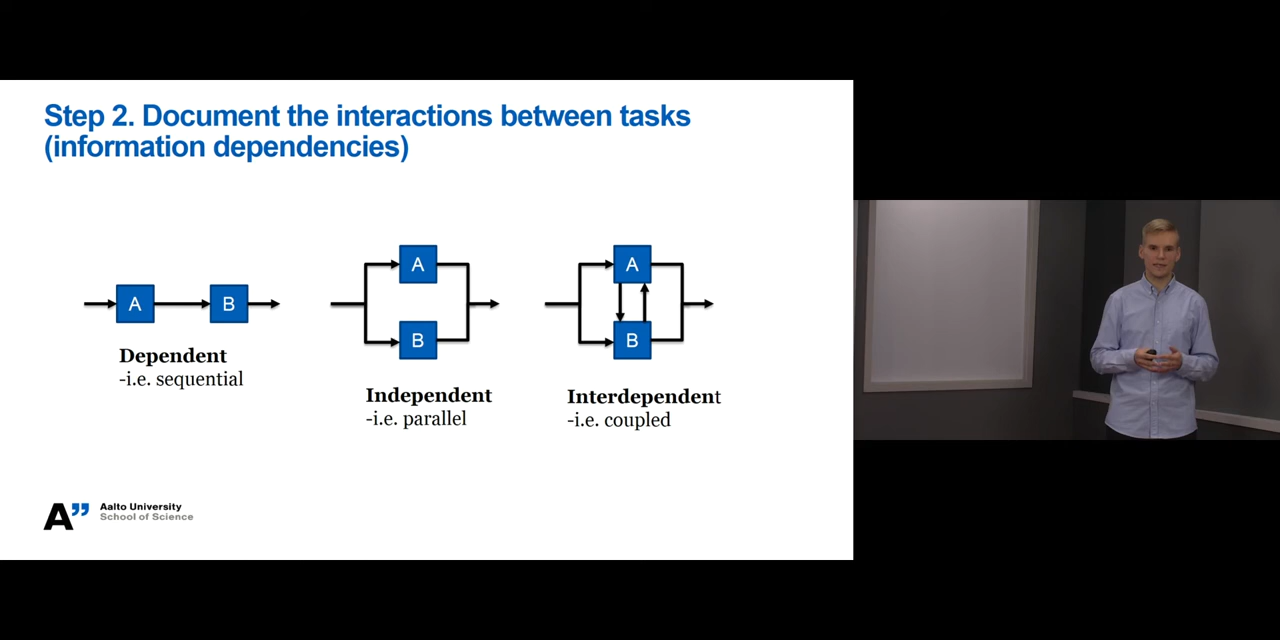 Step 2. Document the interactions between tasks
(information dependencies)
A
B
Dependent
-i.e. sequential
A
B
Independent
-i.e. parallel
A
B
Interdependent
-i.e. coupled
A”
Aalto University
School of Science